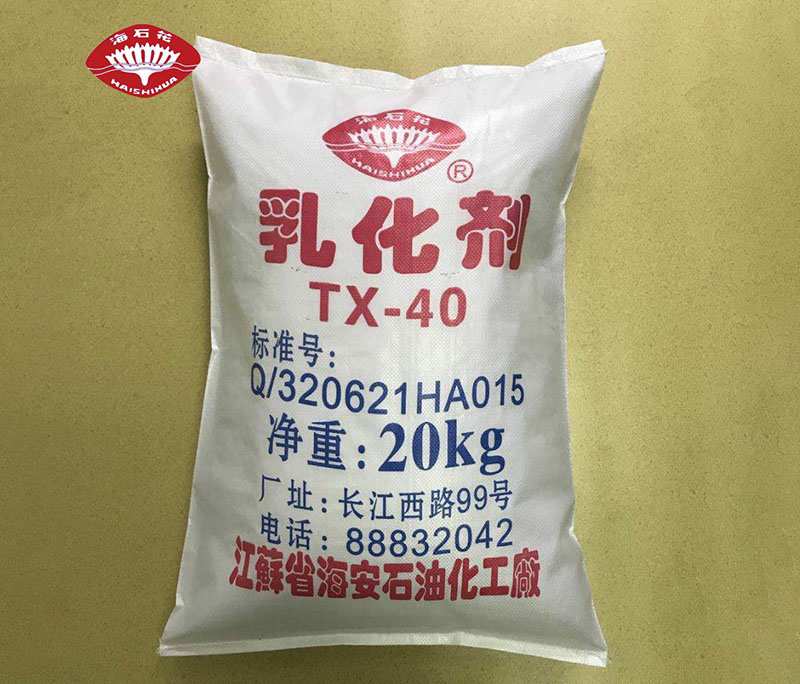 海石花
HAISHIHUA
海石花
HAISHIHUA
®
乳化剂
TX-40
标准号:
Q/320621HA015
净重:20kg
厂址:长江西路99号
电话:88832042
江蘇省海安石油化工廠